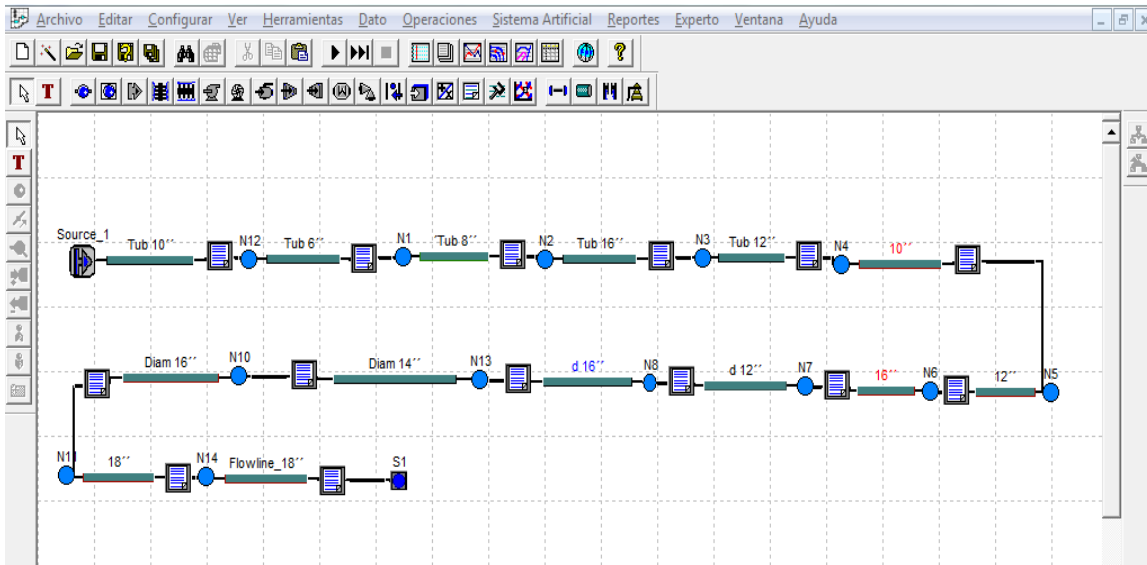 Archivo Editar Configurar Ver Herramientas Dato Operaciones Sistema Artificial Reportes Experto Ventana Ayuda
T
T
Source_1 Tub 10´´ N12 Tub 6´´ N1 Tub 8´´ N2 Tub 16´´ N3 Tub 12´´ N4 10´´
Diam 16´´ N10 Diam 14´´ N13 d 16´´ N8 d 12´´ N7 16´´ N6 12´´ N5
18´´ N14 Flowline_18´´ S1